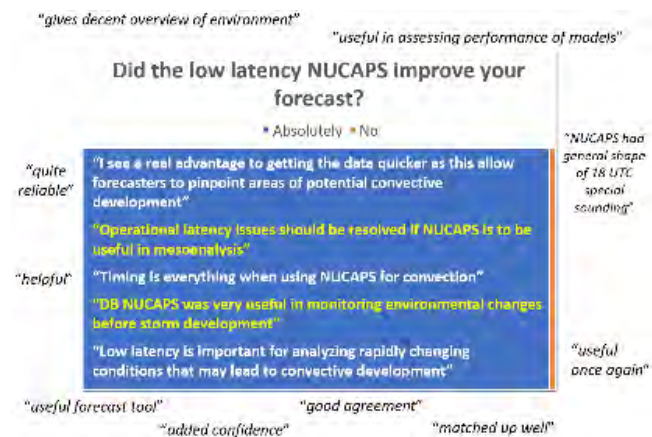 “gives decent overview of environment”
“useful in assessing performance of models”
Did the low latency NUCAPS improve your
forecast?
Absolutely No
“NUCAPS had
general shape
of 18 UTC
special
sounding”
“quite
reliable”
“I see a real advantage to getting the data quicker as this allow
forecasters to pinpoint areas of potential convective
development”
“Operational latency issues should be resolved if NUCAPS is to be
useful in mesoanalysis”
“helpful”
“Timing is everything when using NUCAPS for convection”
“DB NUCAPS was very useful in monitoring environmental changes
before storm development”
“Low latency is important for analyzing rapidly changing
conditions that may lead to convective development”
“useful
once again”
“useful forecast tool”
“good agreement”
“added confidence”
“matched up well”